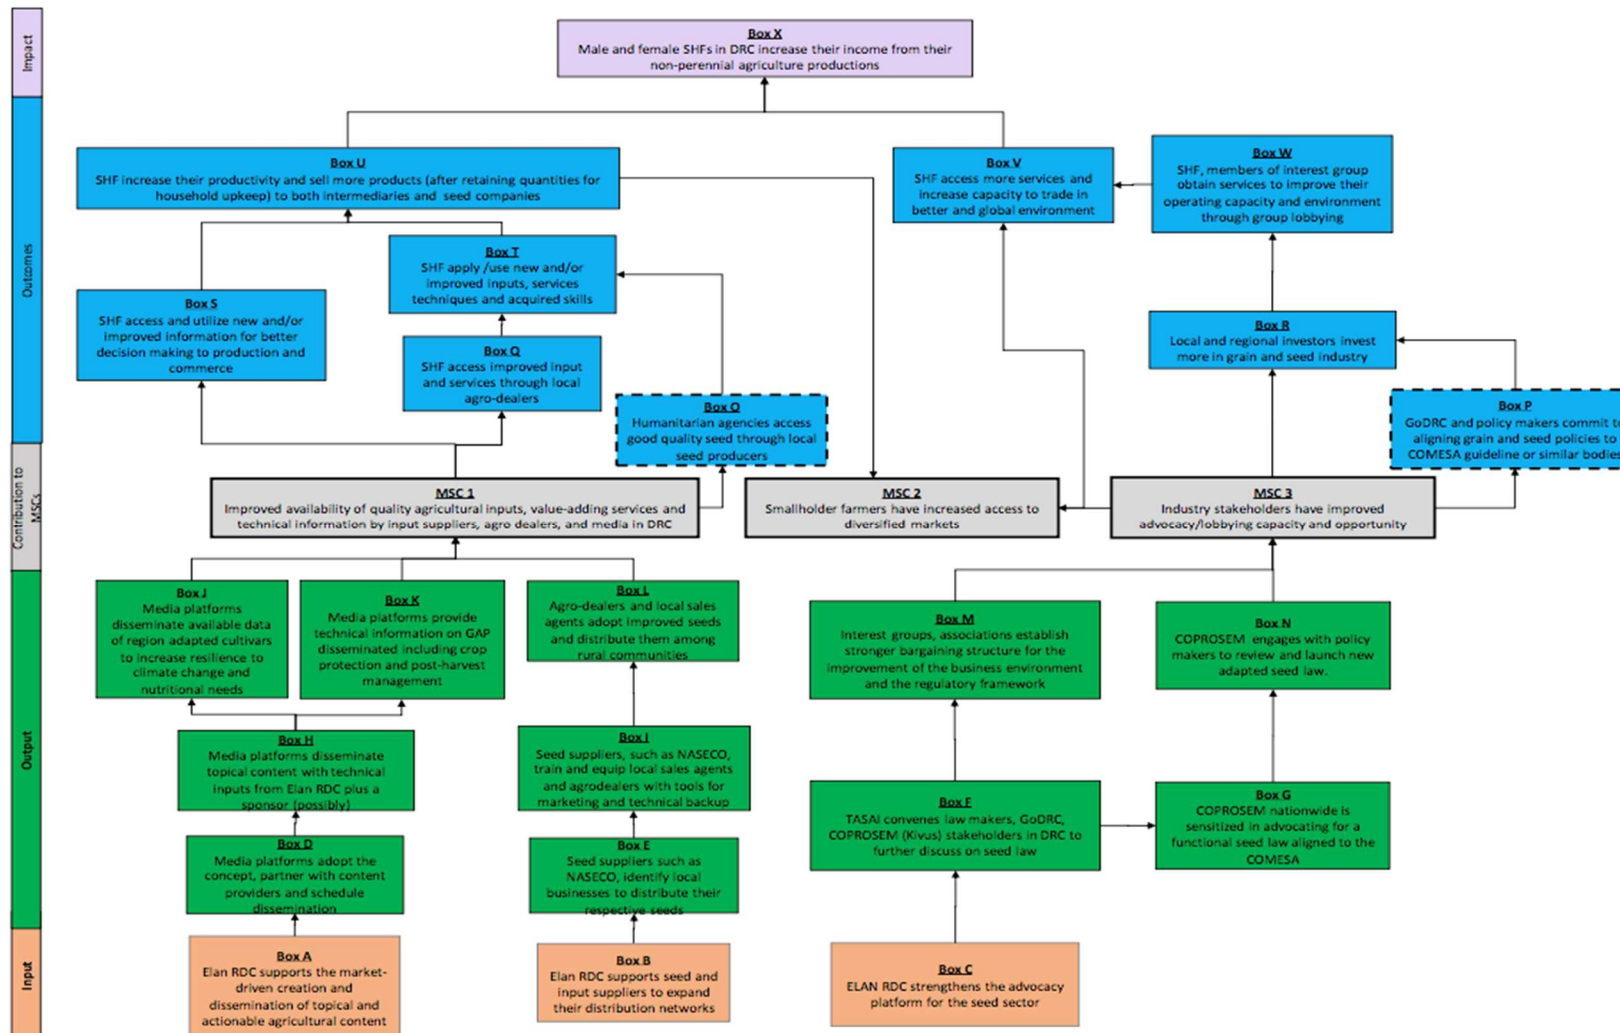 Impact
Box X
Male and female SHFs in DRC increase their income from their
non-perennial agriculture productions
Outcomes
Box U
SHF increase their productivity and sell more products (after retaining quantities for
household upkeep) to both intermediaries and seed companies
Box V
SHF access more services and
increase capacity to trade in
better and global environment
Box W
SHF, members of interest group
obtain services to improve their
operating capacity and environment
through group lobbying
Box T
SHF apply /use new and/or
improved inputs, services
techniques and acquired skills
Box S
SHF access and utilize new and/or
improved information for better
decision making to production and
commerce
Box Q
SHF access improved input
and services through local
agro-dealers
Box R
Local and regional investors invest
more in grain and seed industry
Box O
Humanitarian agencies access
good quality seed through local
seed producers
Box P
GoDRC and policy makers commit to
aligning grain and seed policies to
COMESA guideline or similar bodies
Contribution to
MSCs
MSC 1
Improved availability of quality agricultural inputs, value-adding services and
technical information by input suppliers, agro dealers, and media in DRC
MSC 2
Smallholder farmers have increased access to
diversified markets
MSC 3
Industry stakeholders have improved
advocacy/lobbying capacity and opportunity
Output
Box J
Media platforms
disseminate available data
of region adapted cultivars
to increase resilience to
climate change and
nutritional needs
Box K
Media platforms provide
technical information on GAP
disseminated including crop
protection and post-harvest
management
Box L
Agro-dealers and local sales
agents adopt improved seeds
and distribute them among
rural communities
Box M
Interest groups, associations establish
stronger bargaining structure for the
improvement of the business environment
and the regulatory framework
Box N
COPROSEM engages with policy
makers to review and launch new
adapted seed law.
Box H
Media platforms disseminate
topical content with technical
inputs from Elan RDC plus a
sponsor (possibly)
Box I
Seed suppliers, such as NASECO,
train and equip local sales agents
and agrodealers with tools for
marketing and technical backup
Box F
TASAI convenes law makers, GoDRC,
COPROSEM (Kivus) stakeholders in DRC to
further discuss on seed law
Box G
COPROSEM nationwide is
sensitized in advocating for a
functional seed law aligned to the
COMESA
Box D
Media platforms adopt the
concept, partner with content
providers and schedule
dissemination
Box E
Seed suppliers such as
NASECO, identify local
businesses to distribute their
respective seeds
Input
Box A
Elan RDC supports the market-
driven creation and
dissemination of topical and
actionable agricultural content
Box B
Elan RDC supports seed and
input suppliers to expand
their distribution networks
Box C
ELAN RDC strengthens the advocacy
platform for the seed sector